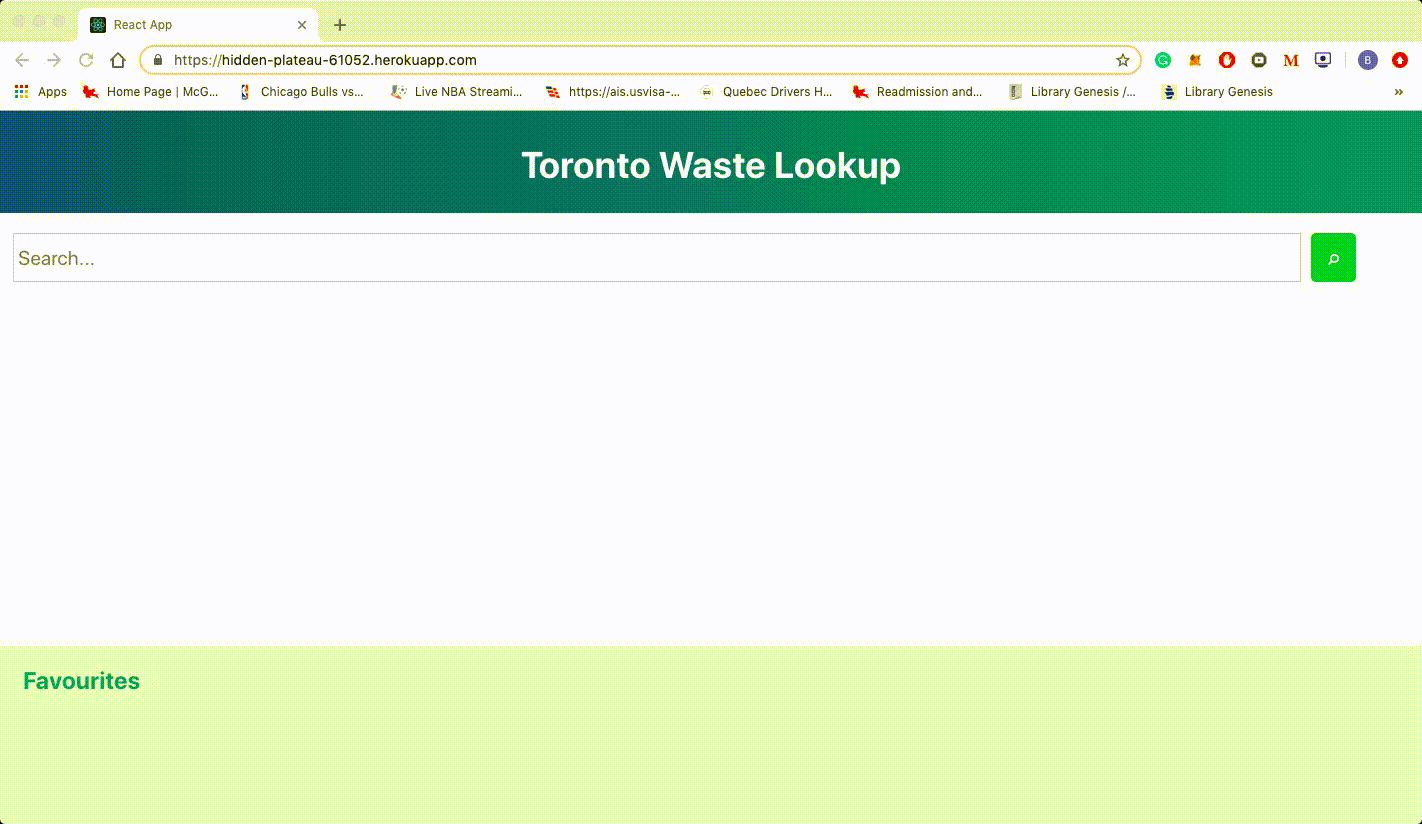 React App
https://hidden-plateau-61052.herokuapp.com
M
B
Apps Home Page | McG... Chicago Bulls vs... Live NBA Streami... https://ais.usvisa-... Quebec Drivers H... Readmission and... Library Genesis /... Library Genesis »
Toronto Waste Lookup
Search...
Favourites